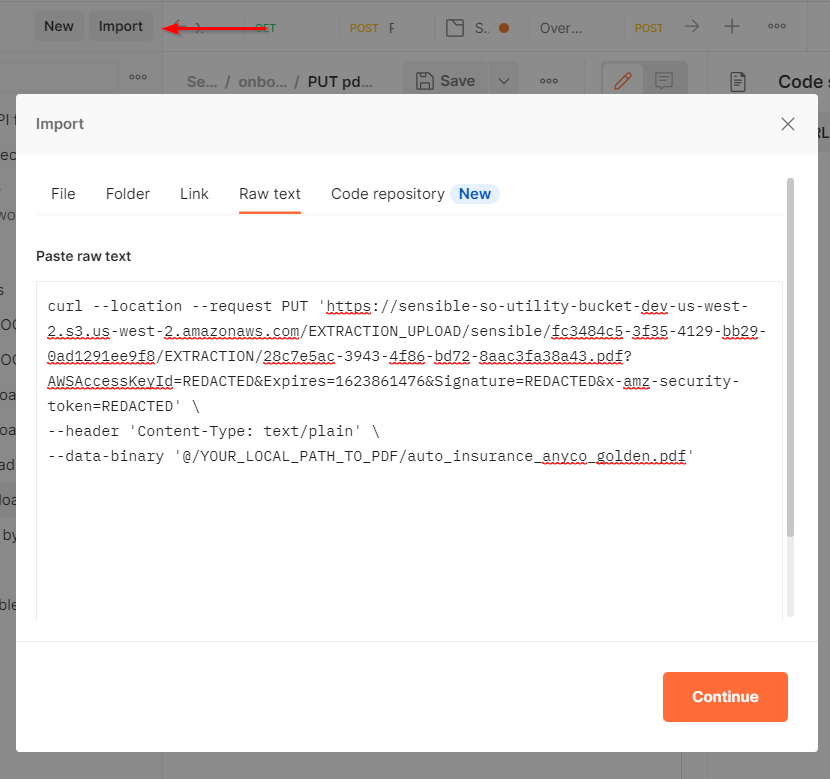 New Import GET POST F S... Over... POST
Se... / onbo... / PUT pd... Save
Code s
Import
File Folder Link Raw text Code repository New
Paste raw text
curl --location --request PUT 'https://sensible-so-utility-bucket-dev-us-west-
2.s3.us-west-2.amazonaws.com/EXTRACTION_UPLOAD/sensible/fc3484c5-3f35-4129-bb29-
0ad1291ee9f8/EXTRACTION/28c7e5ac-3943-4f86-bd72-8aac3fa38a43.pdf?
AWSAccessKeyId=REDACTED&Expires=1623861476&Signature=REDACTED&x-amz-security-
token=REDACTED' \
--header 'Content-Type: text/plain' \
--data-binary '@/YOUR_LOCAL_PATH_TO_PDF/auto_insurance_anyco_golden.pdf'
Continue